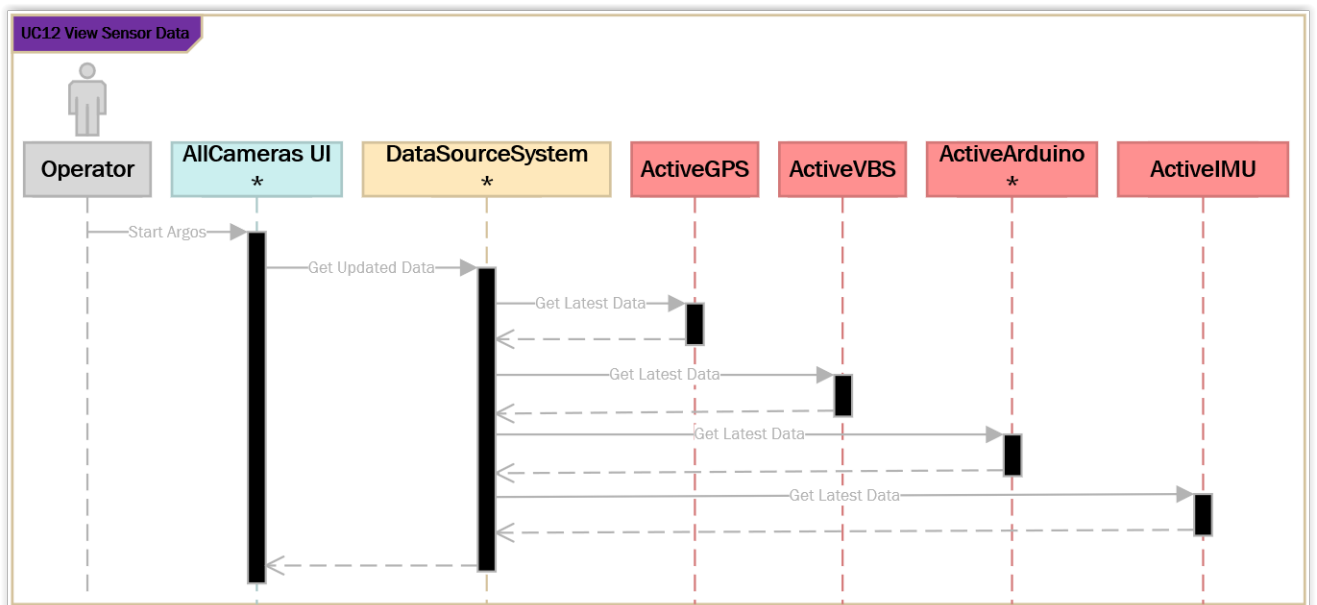 UC12 View Sensor Data
Operator
AllCameras UI
*
DataSourceSystem
*
ActiveGPS
ActiveVBS
ActiveArduino
*
ActiveIMU
Start Argos
Get Updated Data
Get Latest Data
Get Latest Data
Get Latest Data
Get Latest Data